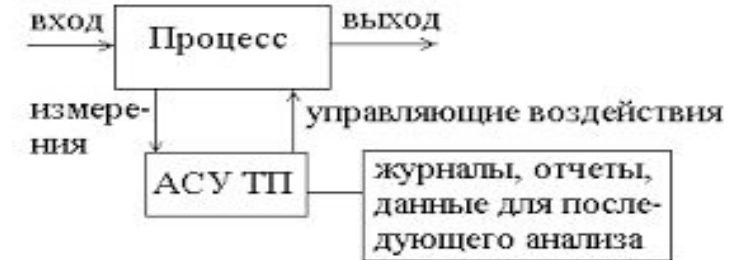 вход
Процесс
выход
измере-
ния
управляющие воздействия
АСУ ТП
журналы, отчеты,
данные для после-
дующего анализа